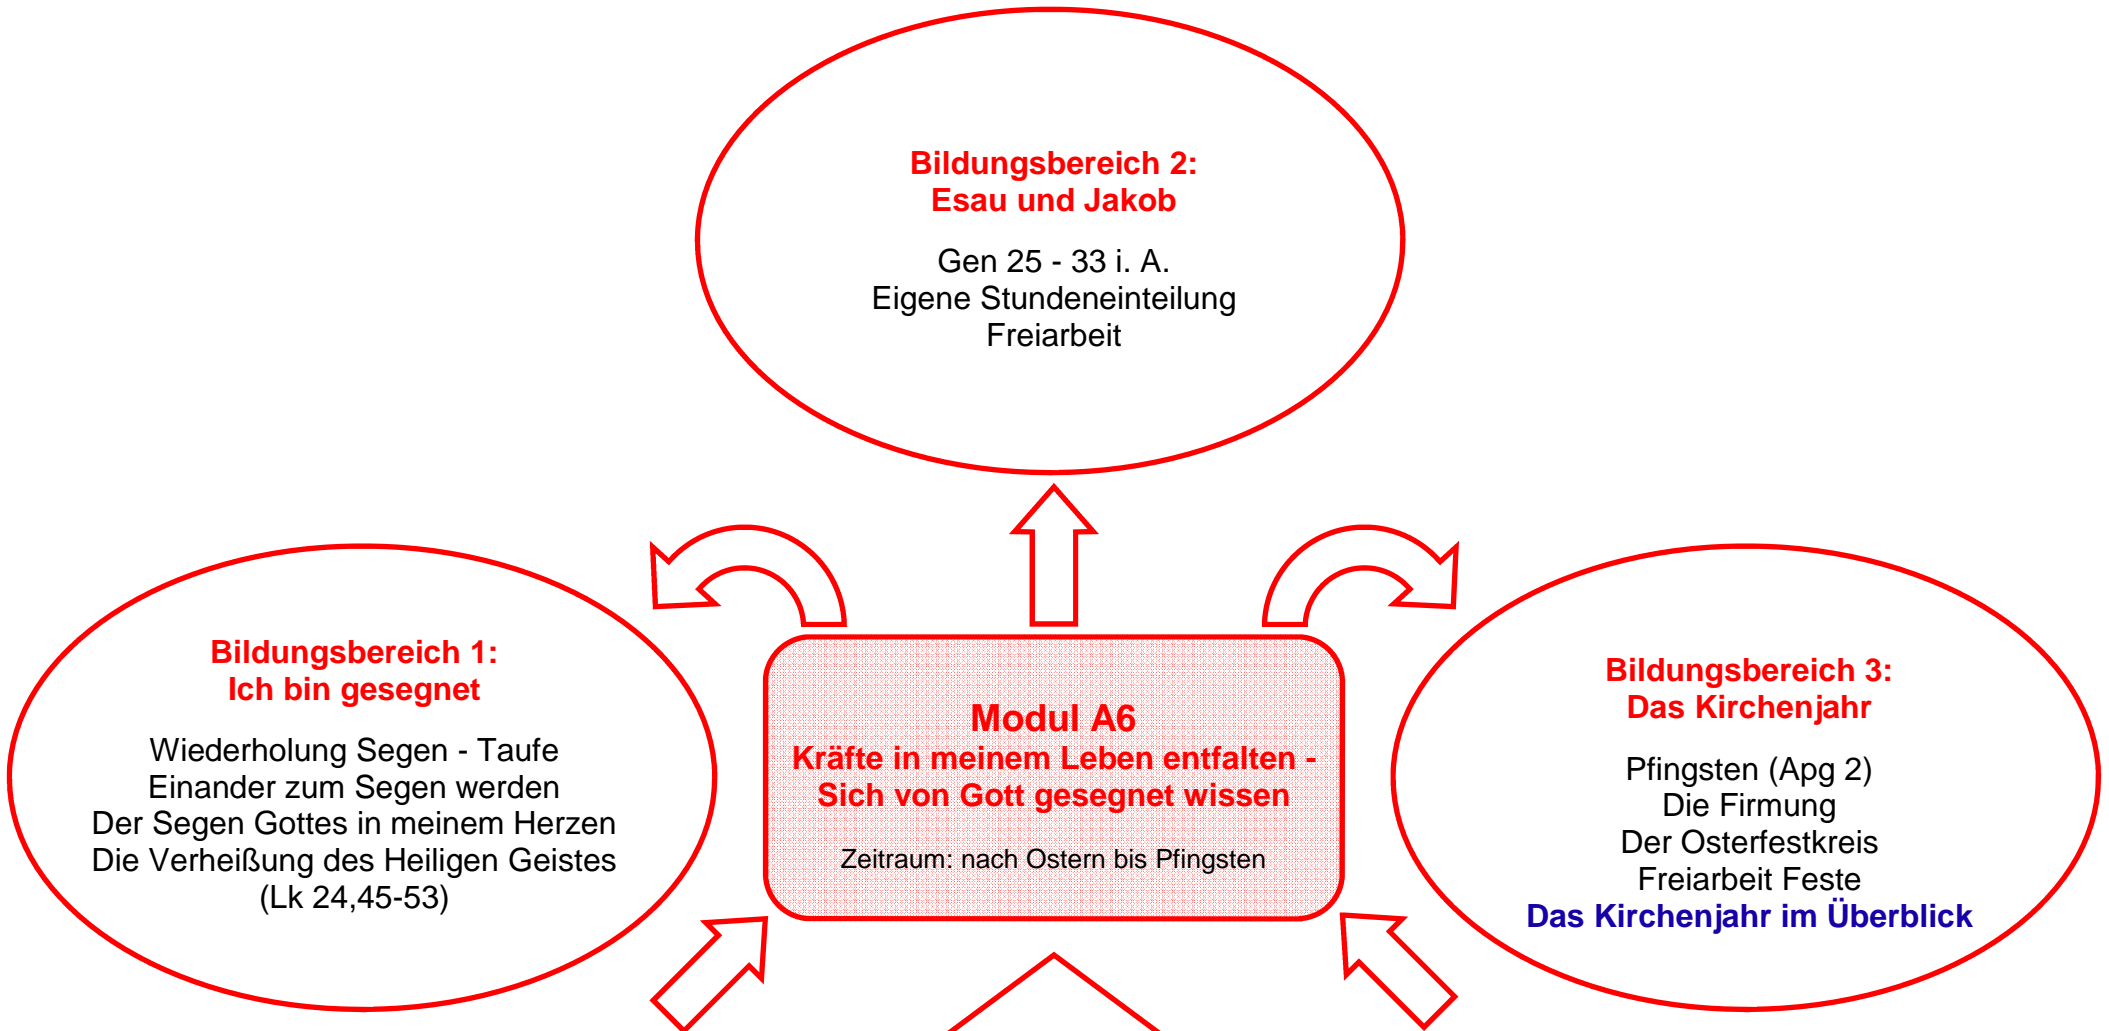 Bildungsbereich 2:
Esau und Jakob
Gen 25 - 33 i. A.
Eigene Stundeneinteilung
Freiarbeit
Bildungsbereich 1:
Ich bin gesegnet
Wiederholung Segen - Taufe
Einander zum Segen werden
Der Segen Gottes in meinem Herzen
Die Verheißung des Heiligen Geistes
(Lk 24,45-53)
Modul A6
Kräfte in meinem Leben entfalten -
Sich von Gott gesegnet wissen
Zeitraum: nach Ostern bis Pfingsten
Bildungsbereich 3:
Das Kirchenjahr
Pfingsten (Apg 2)
Die Firmung
Der Osterfestkreis
Freiarbeit Feste
Das Kirchenjahr im Überblick